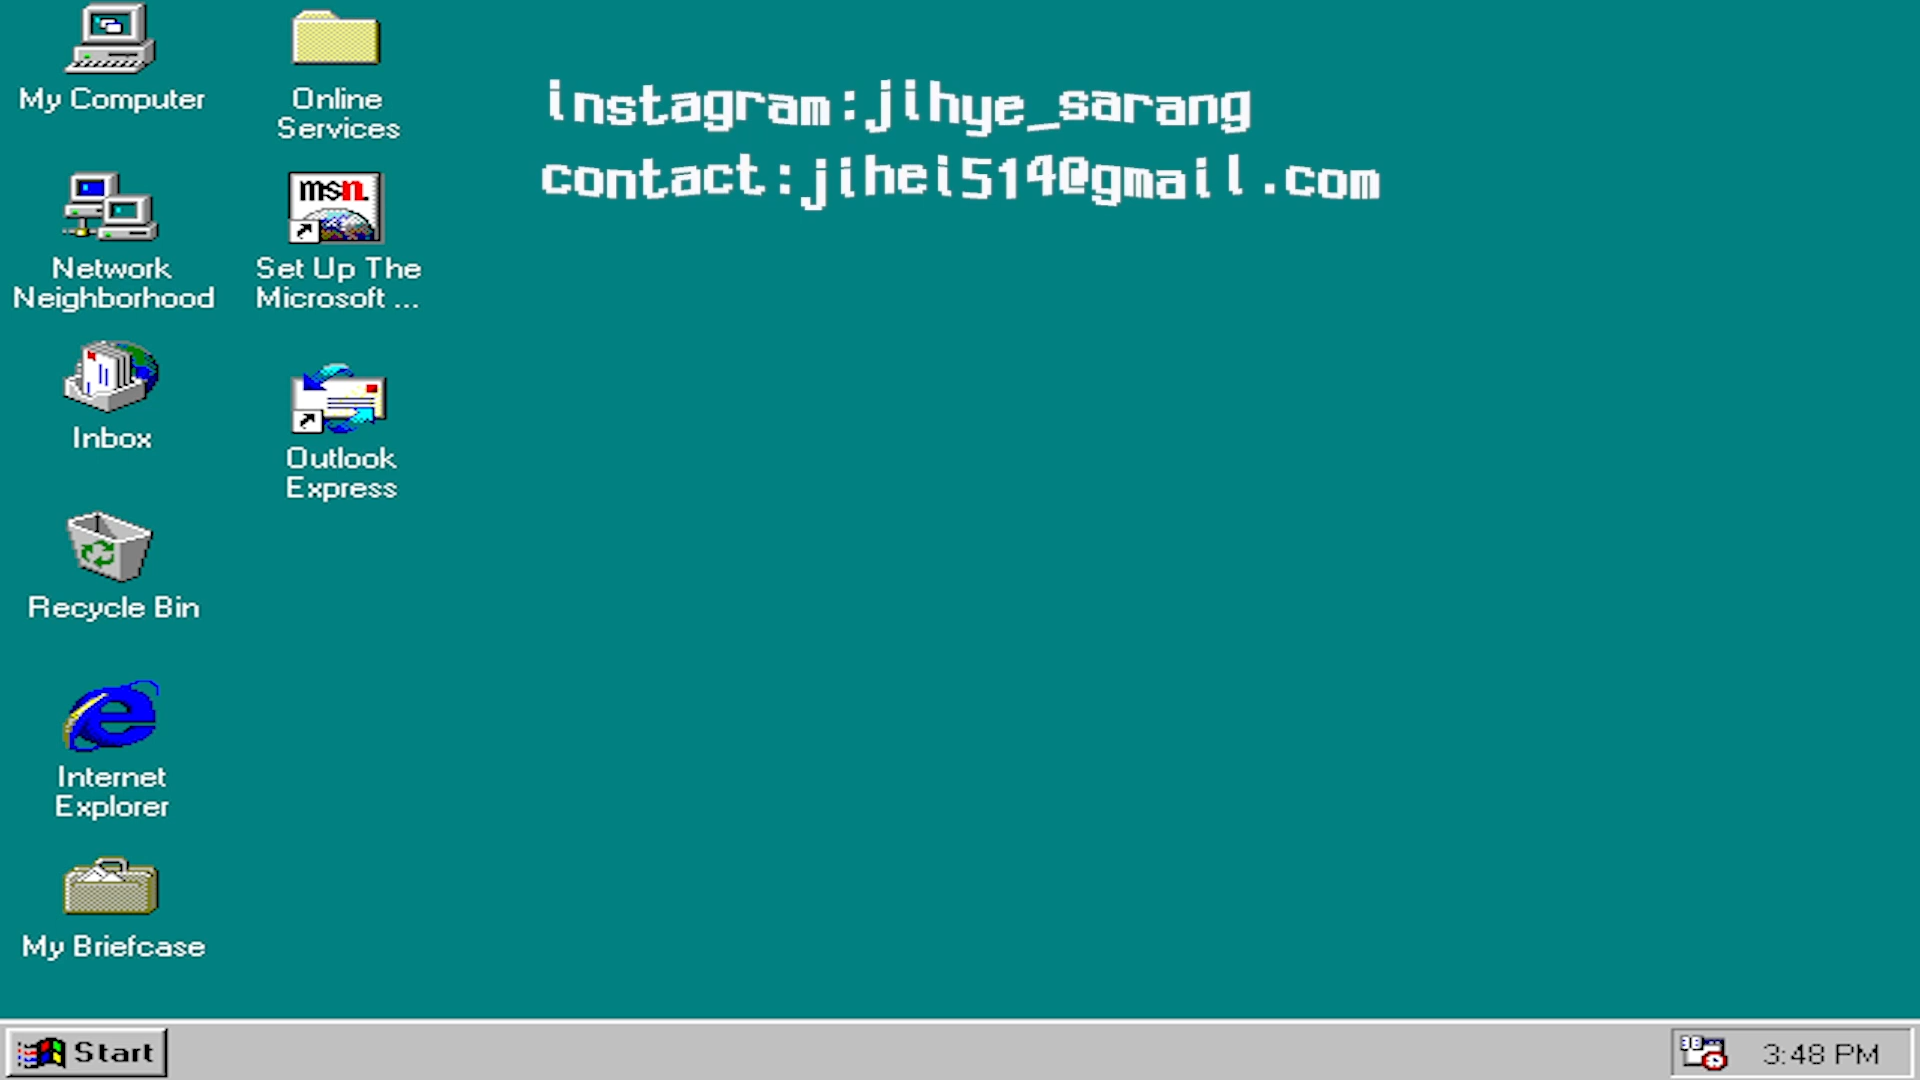 My Computer
Online
Services
instagram:jihye_sarang
contact:jihei514@gmail.com
msn
Network
Neighborhood
Set Up The
Microsoft ...
Inbox
Outlook
Express
Recycle Bin
Internet
Explorer
My Briefcase
Start
3:48 PM